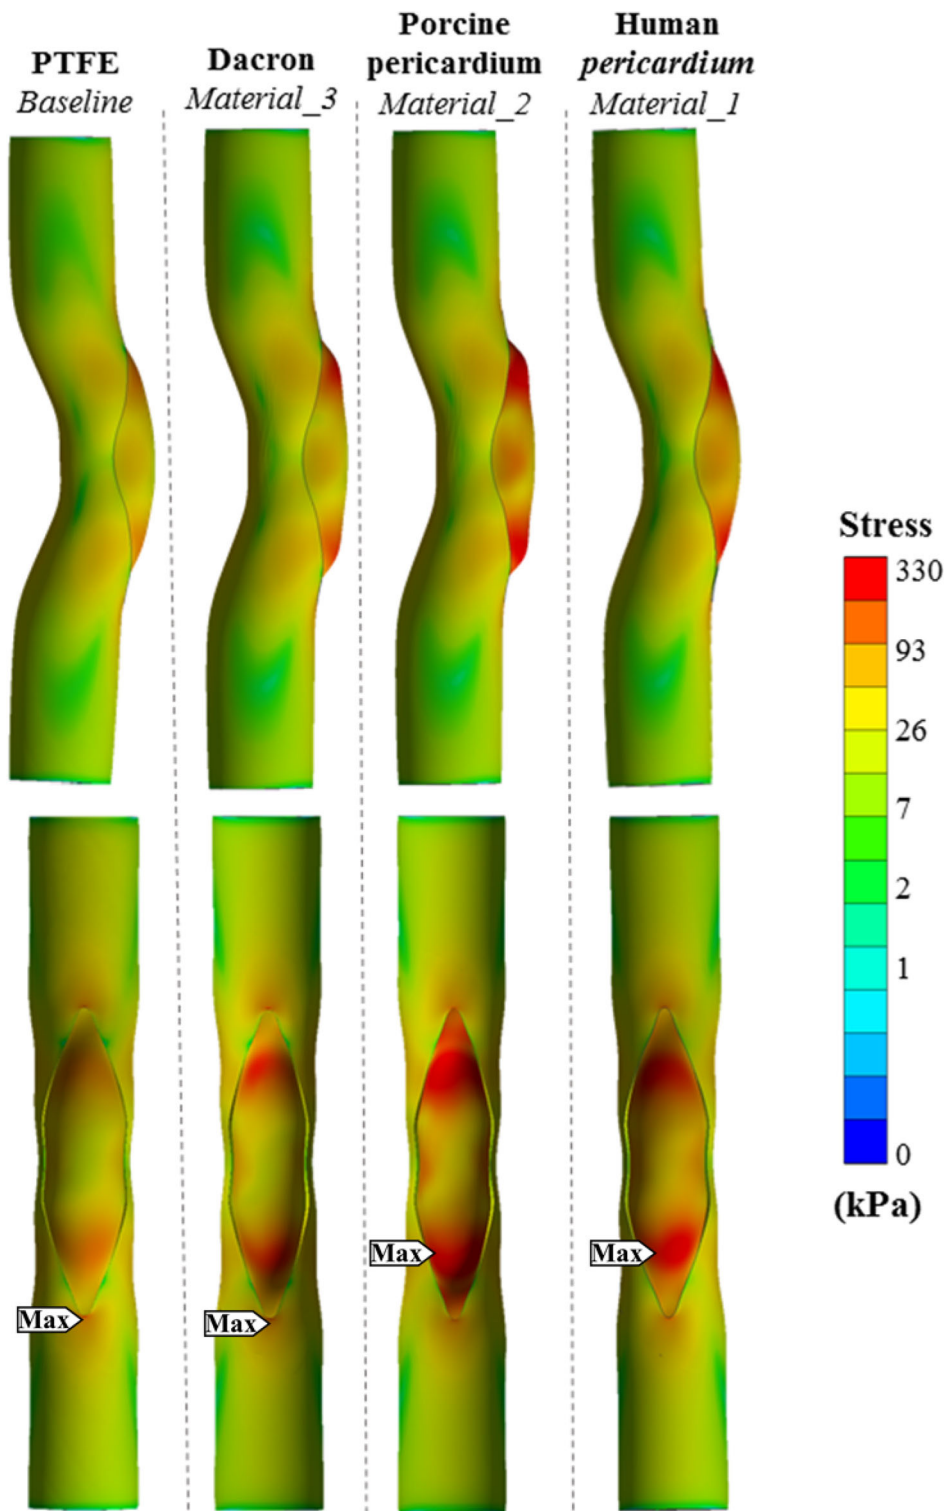 PTFE
Baseline
Dacron
Material_3
Porcine
pericardium
Material_2
Human
pericardium
Material_1
Stress
330
93
26
7
2
1
0
(kPa)
Max
Max
Max
Max